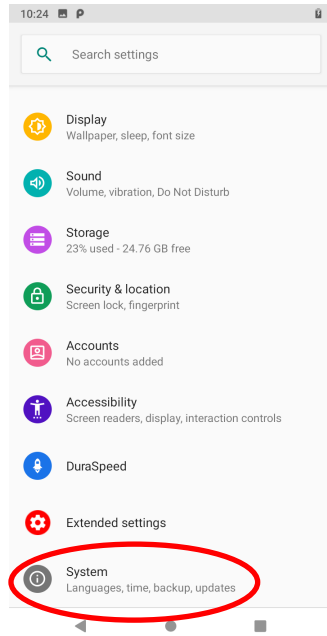 10:24
Search settings
Display
Wallpaper, sleep, font size
Sound
Volume, vibration, Do Not Disturb
Storage
23% used - 24.76 GB free
Security & location
Screen lock, fingerprint
Accounts
No accounts added
Accessibility
Screen readers, display, interaction controls
DuraSpeed
Extended settings
System
Languages, time, backup, updates